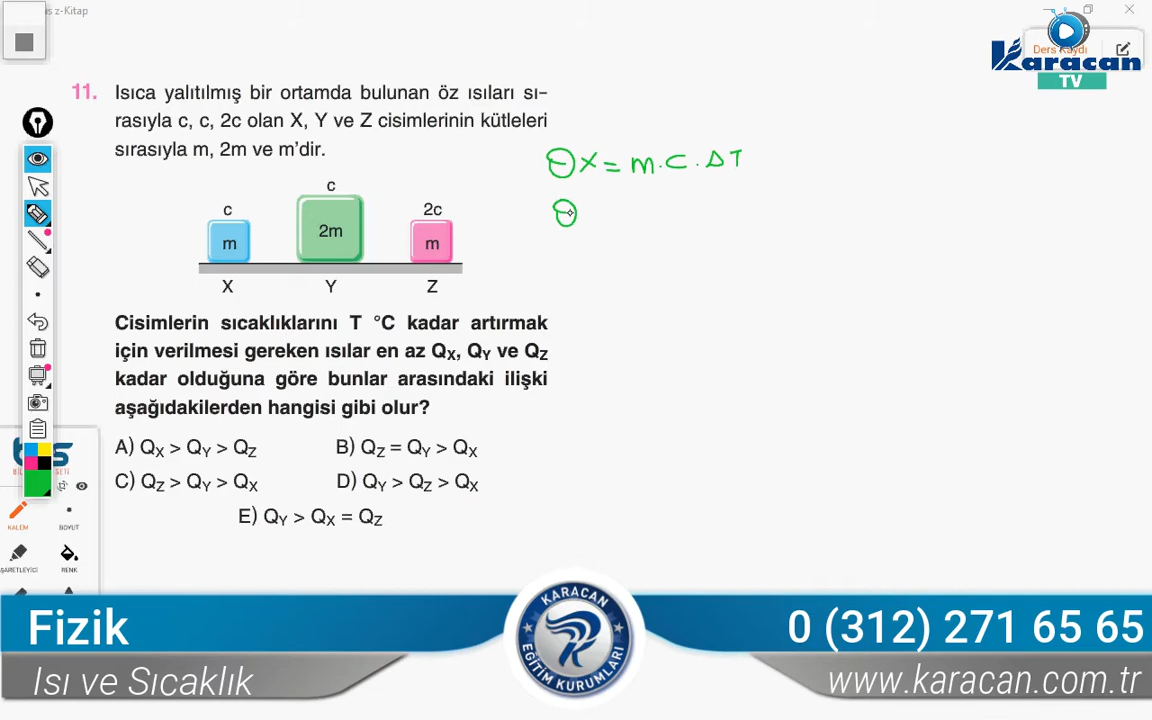 s z-Kitap
Ders Kaydı
Karacan
TV
11. Isıca yalıtılmış bir ortamda bulunan öz ısıları sı-
rasıyla c, c, 2c olan X, Y ve Z cisimlerinin kütleleri
sırasıyla m, 2m ve m'dir.
X = m.c.ΔT
c
c
2c
m
2m
m
X
Y
Z
Cisimlerin sıcaklıklarını T °C kadar artırmak
için verilmesi gereken ısılar en az QX, QY ve QZ
kadar olduğuna göre bunlar arasındaki ilişki
aşağıdakilerden hangisi gibi olur?
A) QX > QY > QZ
B) QZ = QY > QX
C) QZ > QY > QX
D) QY > QZ > QX
E) QY > QX = QZ
KALEM
BOYUT
RENK
KARACAN
EĞİTİM KURUMLARI
Fizik
0 (312) 271 65 65
Isı ve Sıcaklık
www.karacan.com.tr